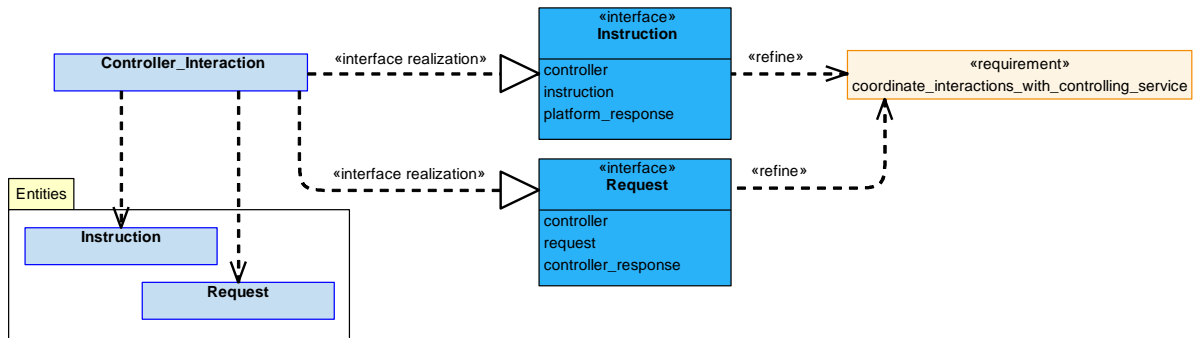 Controller_Interaction
«interface realization»
«interface»
Instruction
controller
instruction
platform_response
«refine»
«requirement»
coordinate_interactions_with_controlling_service
«interface realization»
«interface»
Request
controller
request
controller_response
«refine»
Entities
Instruction
Request